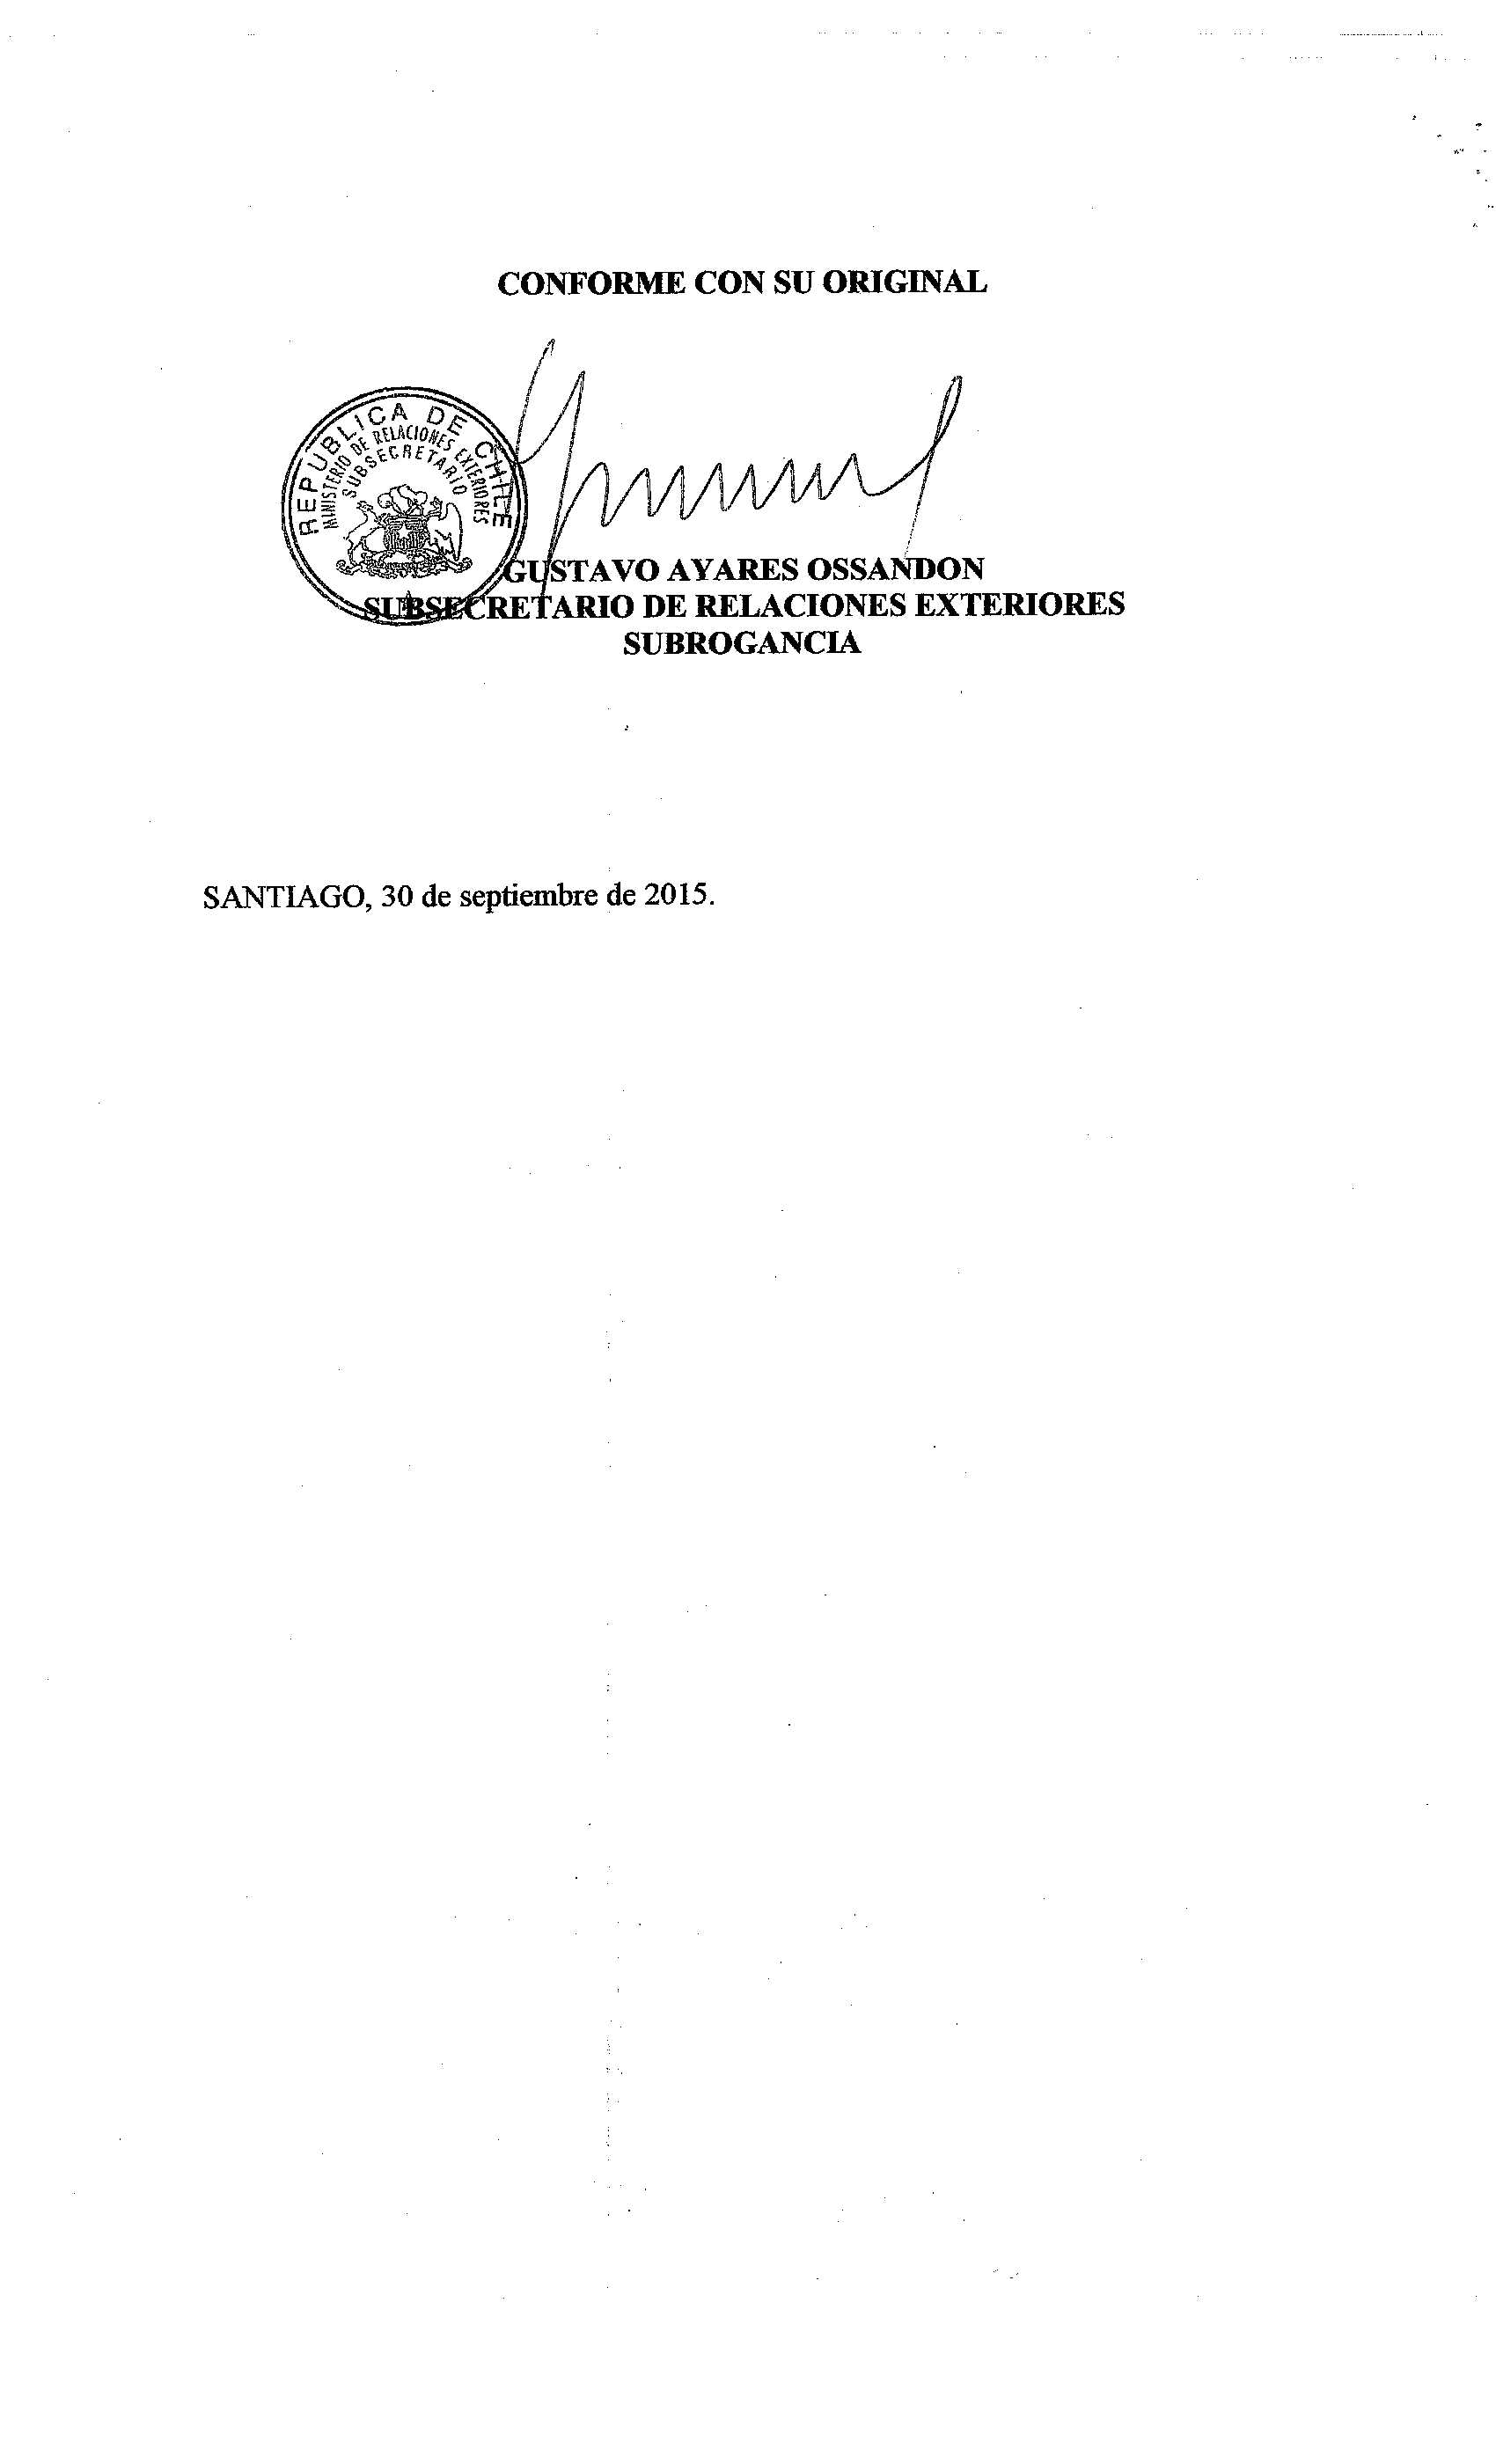 CONFORME CON SU ORIGINAL
REPUBLICA DE CHILE
MINISTERIO DE RELACIONES EXTERIORES
SUBSECRETARIO
GUSTAVO AYARES OSSANDON
SUBSECRETARIO DE RELACIONES EXTERIORES
SUBROGANCIA
SANTIAGO, 30 de septiembre de 2015.